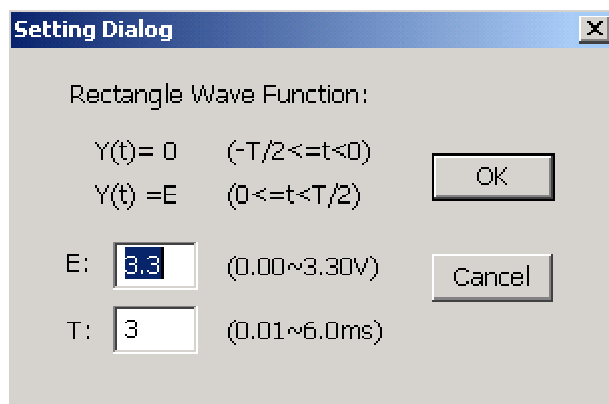 Setting Dialog
Rectangle Wave Function:
Y(t)= 0 (-T/2<=t<0)
Y(t) =E (0<=t<T/2)
OK
E: 3.3 (0.00~3.30V)
Cancel
T: 3 (0.01~6.0ms)